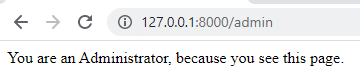 127.0.0.1:8000/admin
You are an Administrator, because you see this page.